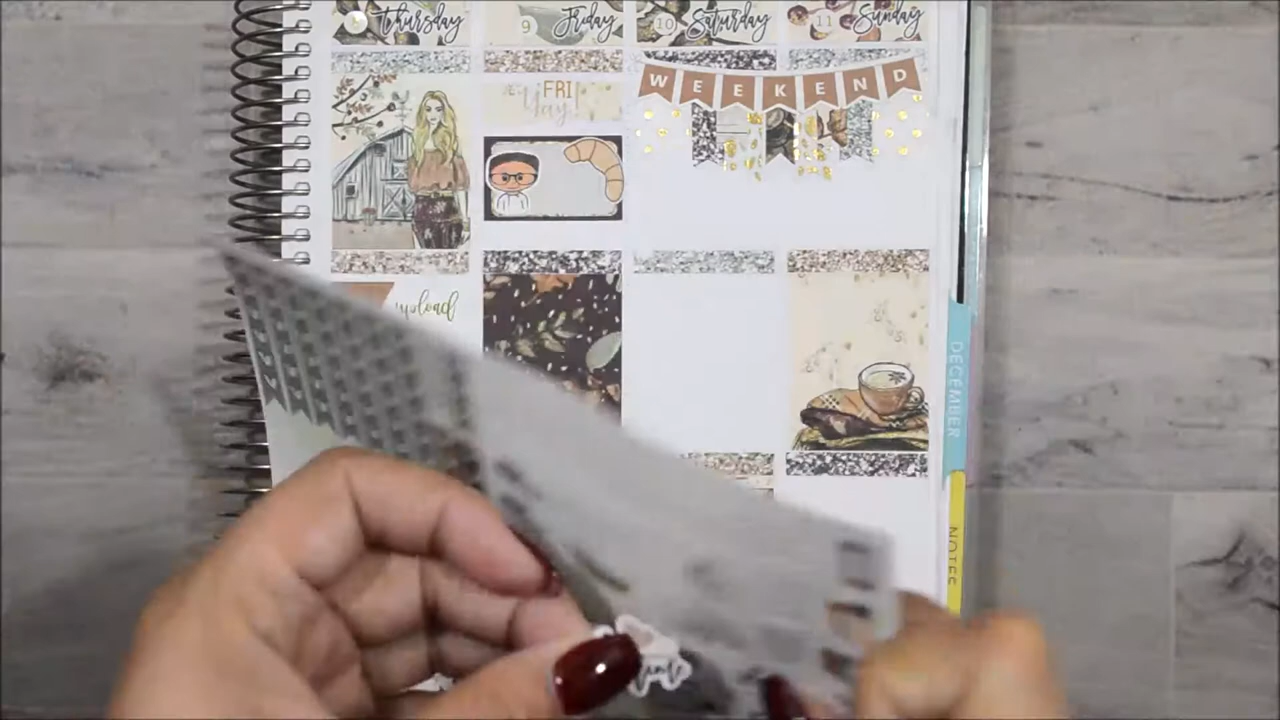 Thursday
9 Friday
10 Saturday
11 Sunday
WEEKEND
FRI
Yay!
upload
DECEMBER
NOTES